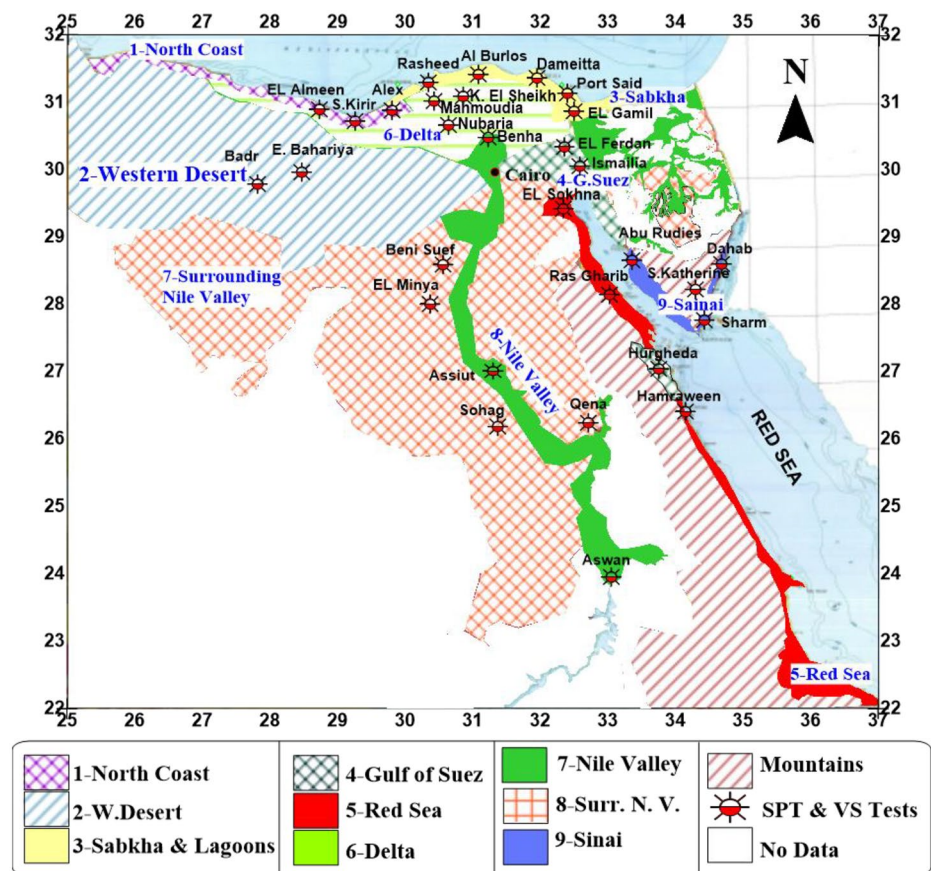 25 26 27 28 29 30 31 32 33 34 35 36 37
32 32
1-North Coast
Al Burlos
Rasheed
Dameitta
Port Said
EL Almeen
Alex
K. El Sheikh
3-Sabkha
31 31
S.Kirir
Mahmoudia
EL Gamil
N
Nubaria
6-Delta
Benha
EL Ferdan
Badr
E. Bahariya
Ismailia
30 30
2-Western Desert
Cairo
4-G.Suez
EL Sokhna
29 29
Abu Rudies
Beni Suef
Dahab
7-Surrounding
Nile Valley
EL Minya
Ras Gharib
S.Katherine
28 28
9-Sainai
Sharm
8-Nile Valley
Hurgheda
27 27
Assiut
Hamraween
Sohag
Qena
RED SEA
26 26
25 25
Aswan
24 24
23 23
5-Red Sea
22 22
25 26 27 28 29 30 31 32 33 34 35 36 37
1-North Coast
2-W.Desert
3-Sabkha & Lagoons
4-Gulf of Suez
5-Red Sea
6-Delta
7-Nile Valley
8-Surr. N. V.
9-Sinai
Mountains
SPT & VS Tests
No Data